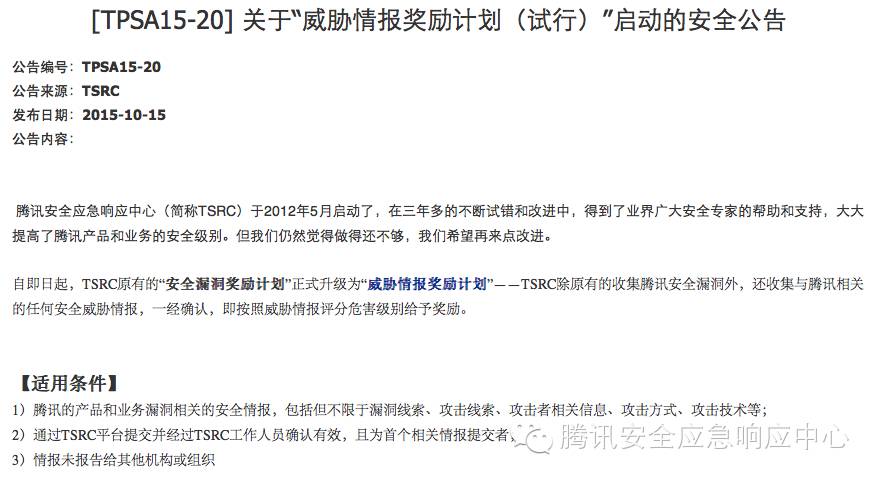 [TPSA15-20] 关于“威胁情报奖励计划（试行）”启动的安全公告
公告编号：TPSA15-20
公告来源：TSRC
发布日期：2015-10-15
公告内容：
腾讯安全应急响应中心（简称TSRC）于2012年5月启动了，在三年多的不断试错和改进中，得到了业界广大安全专家的帮助和支持，大大
提高了腾讯产品和业务的安全级别。但我们仍然觉得做得还不够，我们希望再来点改进。
自即日起，TSRC原有的“安全漏洞奖励计划”正式升级为“威胁情报奖励计划”——TSRC除原有的收集腾讯安全漏洞外，还收集与腾讯相关
的任何安全威胁情报，一经确认，即按照威胁情报评分危害级别给予奖励。
【适用条件】
1）腾讯的产品和业务漏洞相关的安全情报，包括但不限于漏洞线索、攻击线索、攻击者相关信息、攻击方式、攻击技术等；
2）通过TSRC平台提交并经过TSRC工作人员确认有效，且为首个相关情报提交者；
腾讯安全应急响应中心
3）情报未报告给其他机构或组织